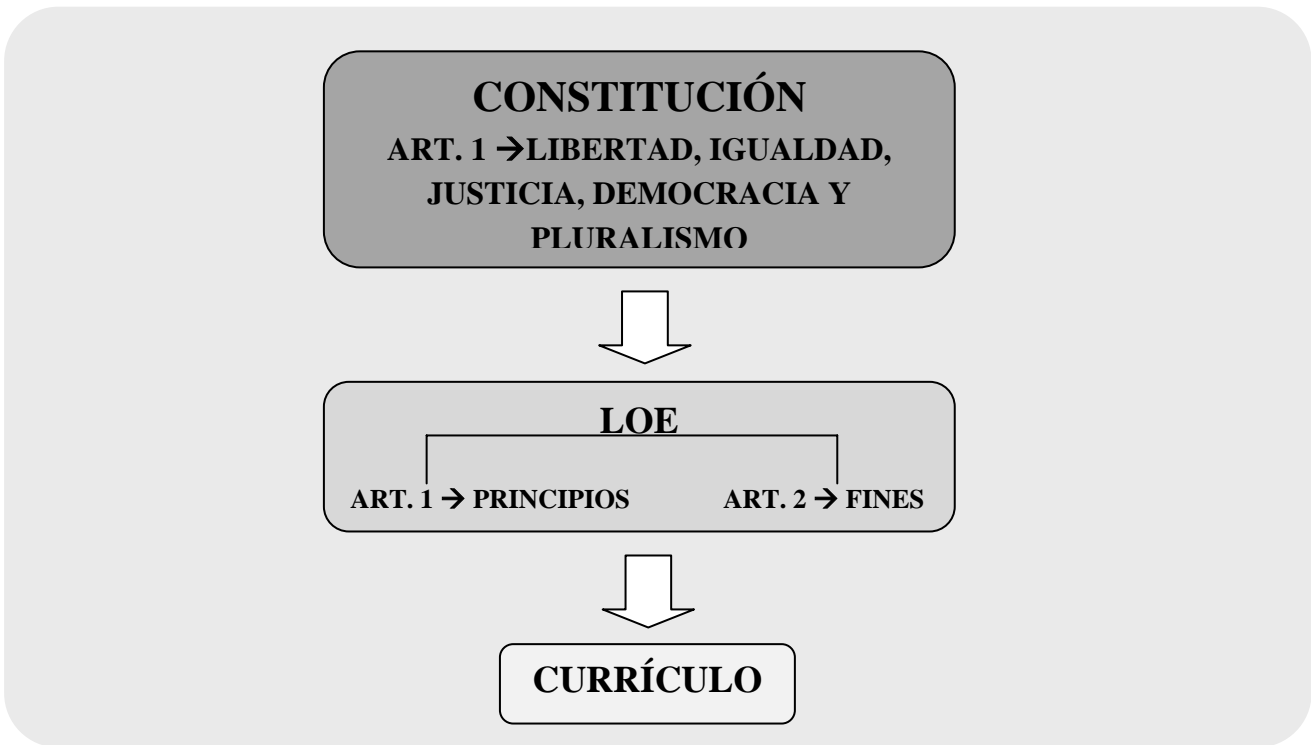 CONSTITUCIÓN
ART. 1 →LIBERTAD, IGUALDAD,
JUSTICIA, DEMOCRACIA Y
PLURALISMO
LOE
ART. 1 → PRINCIPIOS ART. 2 → FINES
CURRÍCULO